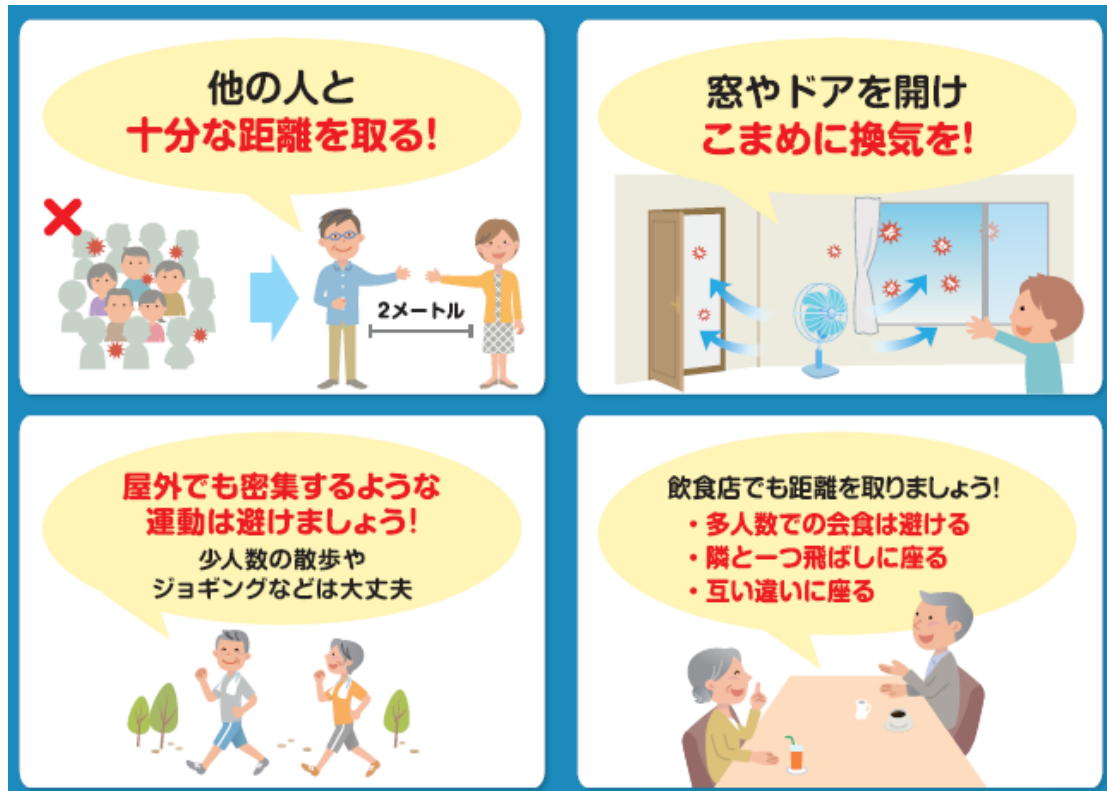 他の人と
十分な距離を取る!
2メートル
窓やドアを開け
こまめに換気を!
屋外でも密集するような
運動は避けましょう!
少人数の散歩や
ジョギングなどは大丈夫
飲食店でも距離を取りましょう!
・多人数での会食は避ける
・隣と一つ飛ばしに座る
・互い違いに座る